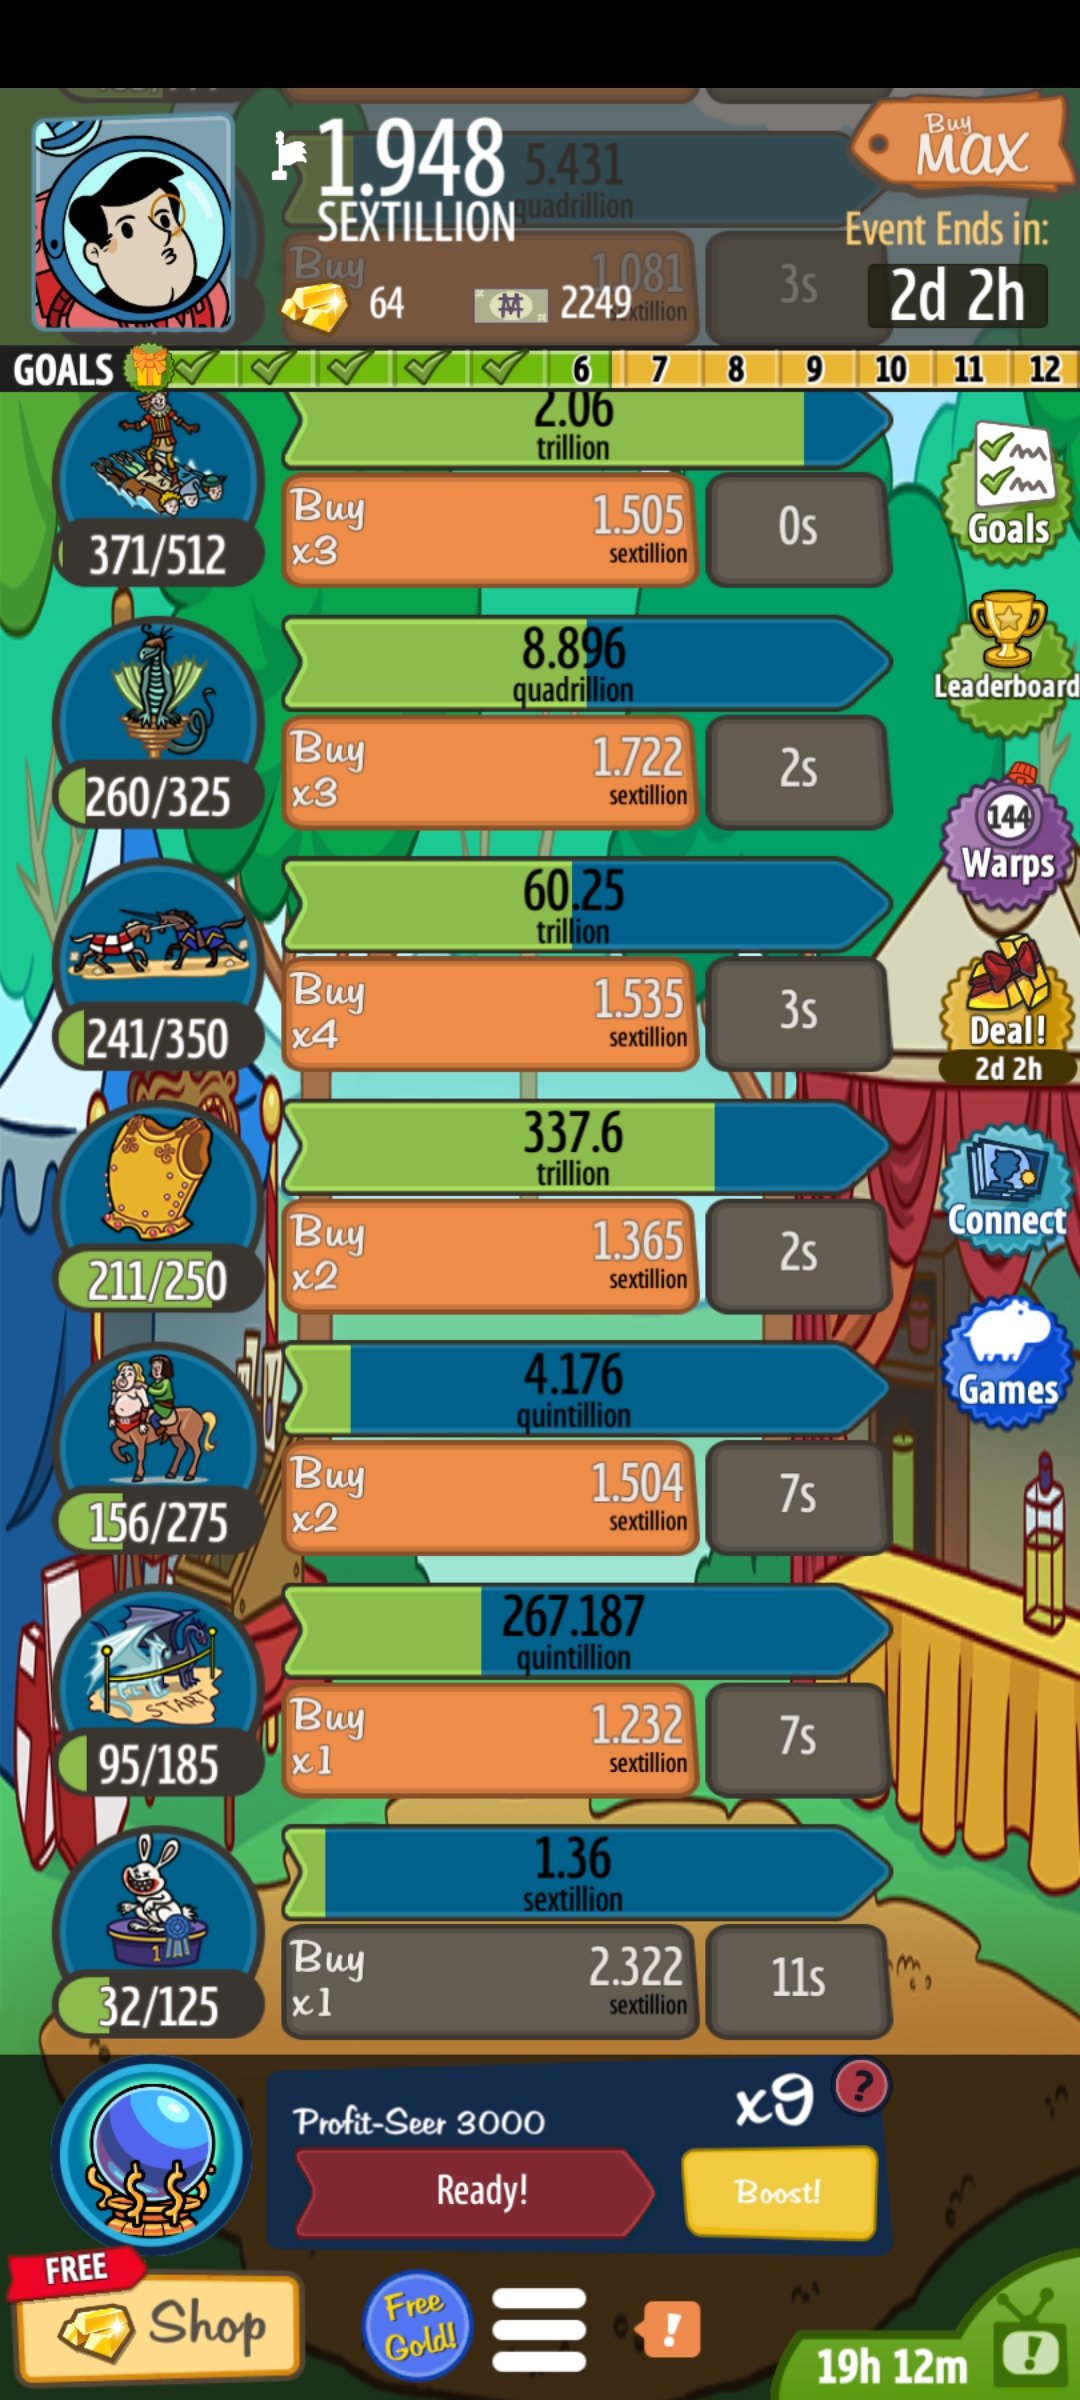 1.948
SEXTILLION
5.431
quadrillion
Buy
MAX
Event Ends in:
2d 2h
Buy
1.081
sextillion
3s
64
2249
GOALS
6 7 8 9 10 11 12
2.06
trillion
371/512
Buy
x3
1.505
sextillion
0s
Goals
8.896
quadrillion
260/325
Buy
x3
1.722
sextillion
2s
Leaderboard
60.25
trillion
241/350
Buy
x4
1.535
sextillion
3s
144
Warps
Deal!
2d 2h
337.6
trillion
211/250
Buy
x2
1.365
sextillion
2s
Connect
4.176
quintillion
156/275
Buy
x2
1.504
sextillion
7s
Games
267.187
quintillion
START
95/185
Buy
x1
1.232
sextillion
7s
1.36
sextillion
1
32/125
Buy
x1
2.322
sextillion
11s
Profit-Seer 3000
x9
?
Ready!
Boost!
FREE
Shop
Free
Gold!
!
19h 12m
!